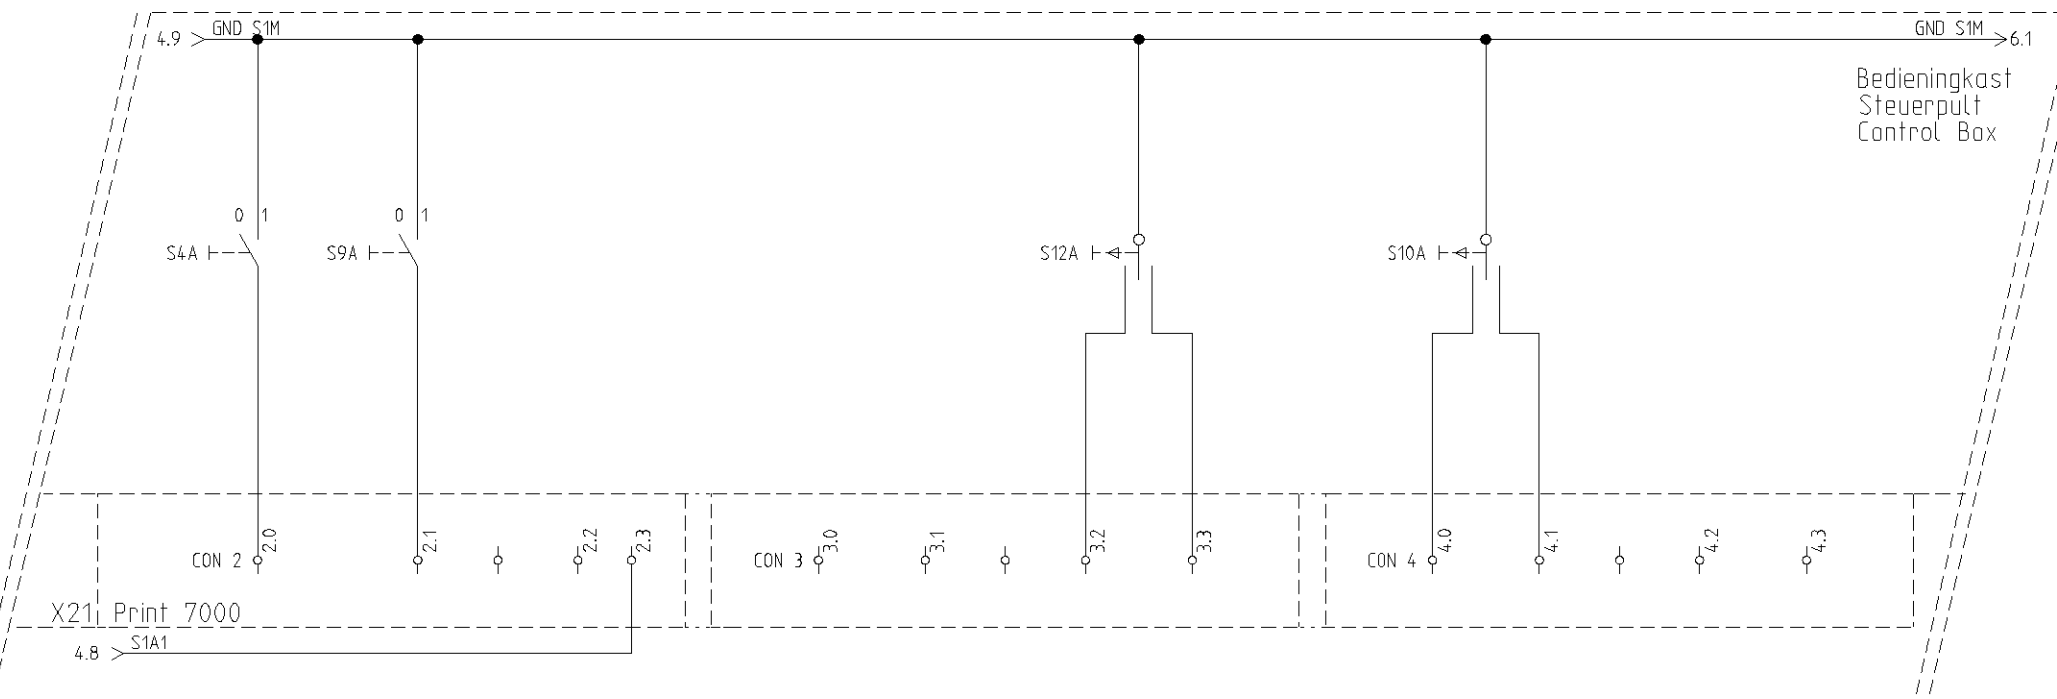 4.9 GND S1M GND S1M 6.1
Bedieningkast
Steuerpult
Control Box
0 1 0 1
S4A S9A S12A S10A
2.0 2.1 2.2 2.3 3.0 3.1 3.2 3.3 4.0 4.1 4.2 4.3
CON 2 CON 3 CON 4
X21 Print 7000
4.8 S1A1